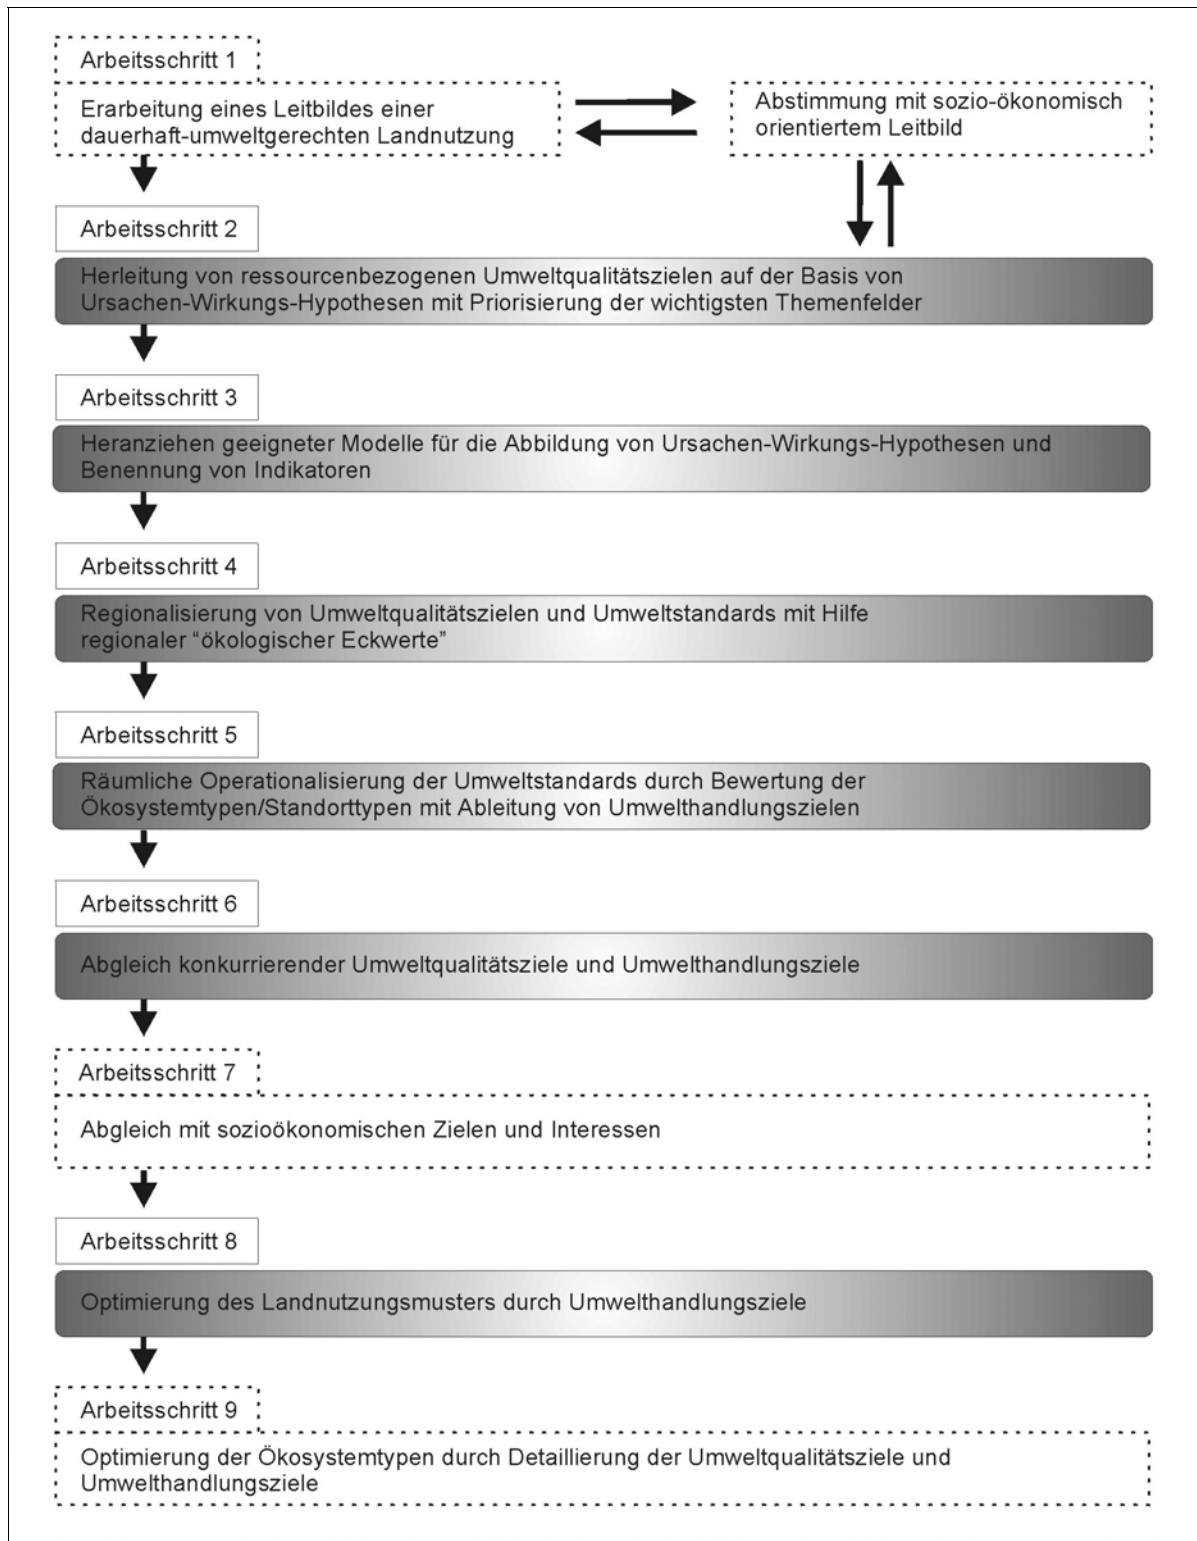 Arbeitsschritt 1
Erarbeitung eines Leitbildes einer
dauerhaft-umweltgerechten Landnutzung
Abstimmung mit sozio-ökonomisch
orientiertem Leitbild
Arbeitsschritt 2
Herleitung von ressourcenbezogenen Umweltqualitätszielen auf der Basis von
Ursachen-Wirkungs-Hypothesen mit Priorisierung der wichtigsten Themenfelder
Arbeitsschritt 3
Heranziehen geeigneter Modelle für die Abbildung von Ursachen-Wirkungs-Hypothesen und
Benennung von Indikatoren
Arbeitsschritt 4
Regionalisierung von Umweltqualitätszielen und Umweltstandards mit Hilfe
regionaler “ökologischer Eckwerte”
Arbeitsschritt 5
Räumliche Operationalisierung der Umweltstandards durch Bewertung der
Ökosystemtypen/Standorttypen mit Ableitung von Umwelthandlungszielen
Arbeitsschritt 6
Abgleich konkurrierender Umweltqualitätsziele und Umwelthandlungsziele
Arbeitsschritt 7
Abgleich mit sozioökonomischen Zielen und Interessen
Arbeitsschritt 8
Optimierung des Landnutzungsmusters durch Umwelthandlungsziele
Arbeitsschritt 9
Optimierung der Ökosystemtypen durch Detaillierung der Umweltqualitätsziele und
Umwelthandlungsziele